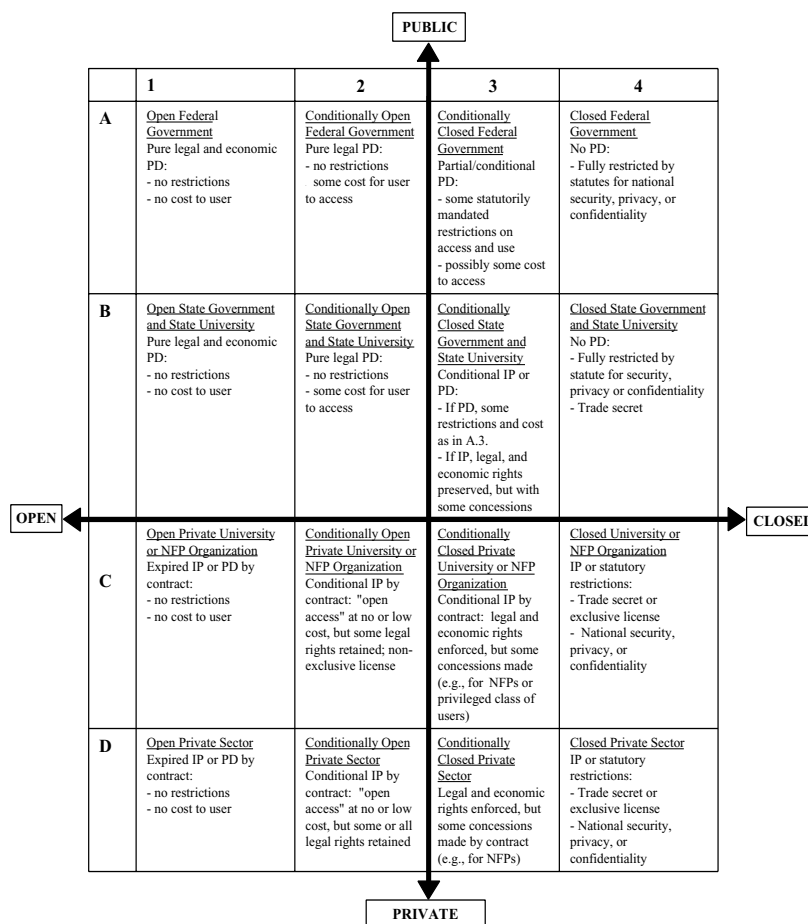 PUBLIC
1
2
3
4
A
Open Federal
Government
Pure legal and economic
PD:
- no restrictions
- no cost to user
Conditionally Open
Federal Government
Pure legal PD:
- no restrictions
some cost for user
to access
Conditionally
Closed Federal
Government
Partial/conditional
PD:
- some statutorily
mandated
restrictions on
access and use
- possibly some cost
to access
Closed Federal
Government
No PD:
- Fully restricted by
statutes for national
security, privacy, or
confidentiality
B
Open State Government
and State University
Pure legal and economic
PD:
- no restrictions
- no cost to user
Conditionally Open
State Government
and State University
Pure legal PD:
- no restrictions
- some cost for user
to access
Conditionally
Closed State
Government and
State University
Conditional IP or
PD:
- If PD, some
restrictions and cost
as in A.3.
- If IP, legal, and
economic rights
preserved, but with
some concessions
Closed State Government
and State University
No PD:
- Fully restricted by
statute for security,
privacy or confidentiality
- Trade secret
OPEN
CLOSED
C
Open Private University
or NFP Organization
Expired IP or PD by
contract:
- no restrictions
- no cost to user
Conditionally Open
Private University or
NFP Organization
Conditional IP by
contract: "open
access" at no or low
cost, but some legal
rights retained; non-
exclusive license
Conditionally
Closed Private
University or NFP
Organization
Conditional IP by
contract: legal and
economic rights
enforced, but some
concessions made
(e.g., for NFPs or
privileged class of
users)
Closed University or
NFP Organization
IP or statutory
restrictions:
- Trade secret or
exclusive license
- National security,
privacy, or
confidentiality
D
Open Private Sector
Expired IP or PD by
contract:
- no restrictions
- no cost to user
Conditionally Open
Private Sector
Conditional IP by
contract: "open
access" at no or low
cost, but some or all
legal rights retained
Conditionally
Closed Private
Sector
Legal and economic
rights enforced, but
some concessions
made by contract
(e.g., for NFPs)
Closed Private Sector
IP or statutory
restrictions:
- Trade secret or
exclusive license
- National security,
privacy, or
confidentiality
PRIVATE